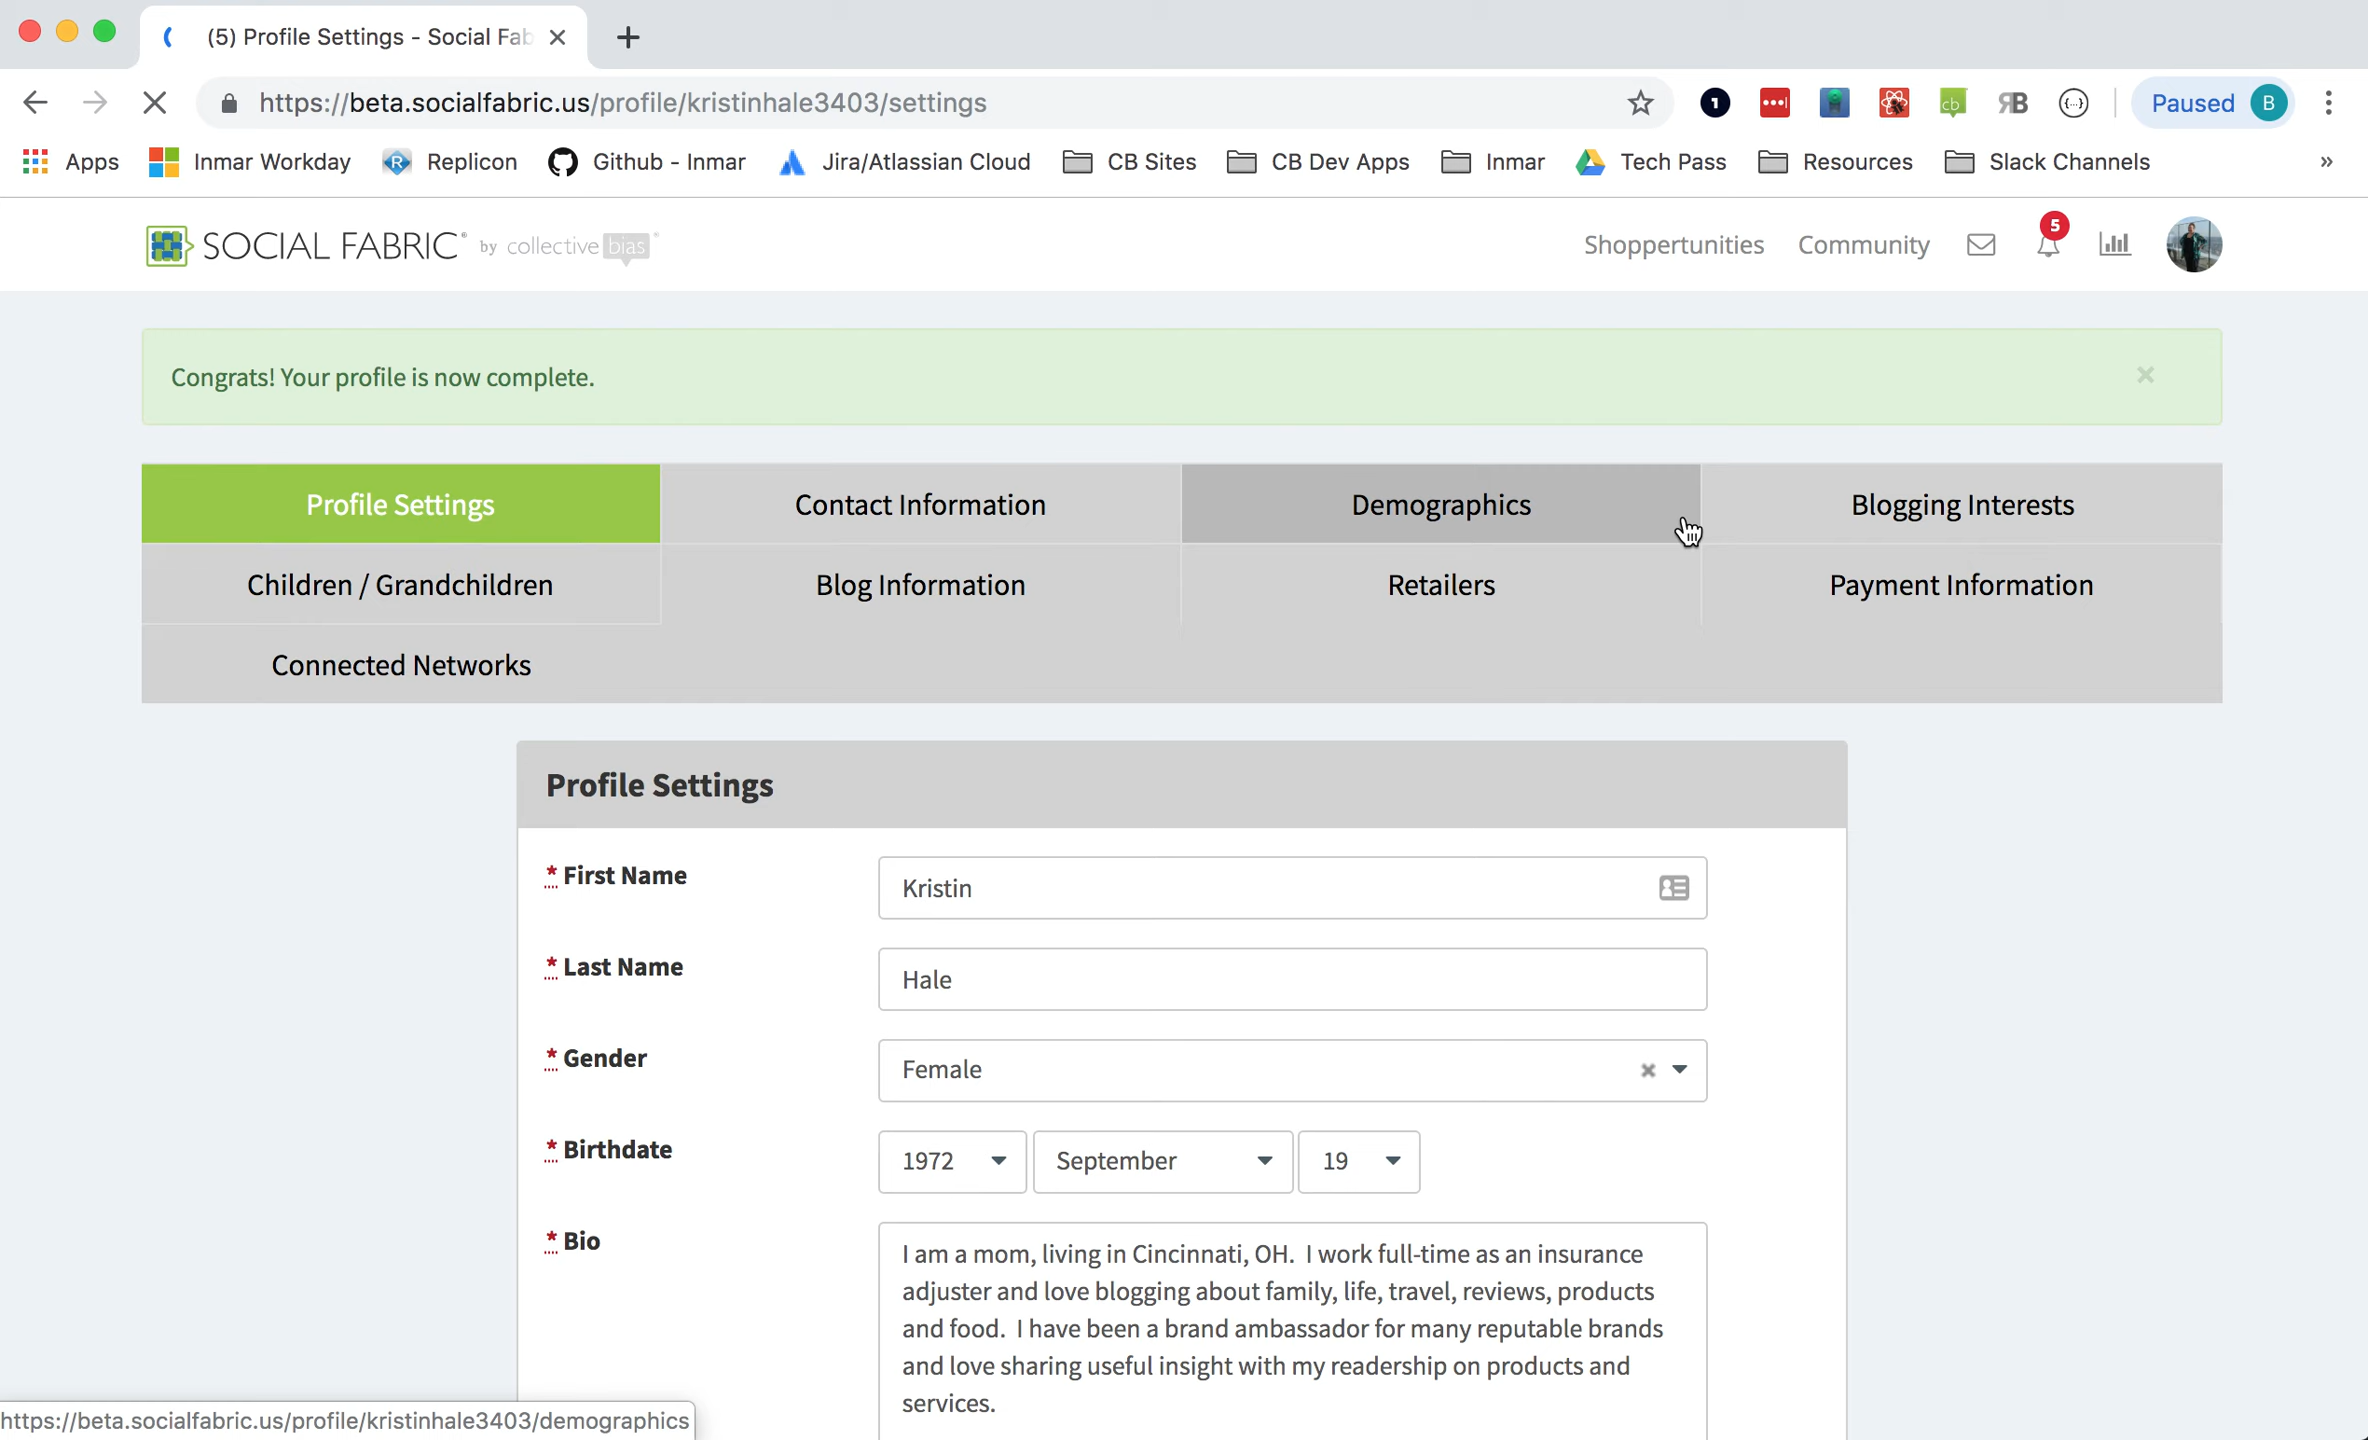 (5) Profile Settings - Social Fab
https://beta.socialfabric.us/profile/kristinhale3403/settings
Paused B
Apps Inmar Workday Replicon Github - Inmar Jira/Atlassian Cloud CB Sites CB Dev Apps Inmar Tech Pass Resources Slack Channels »
SOCIAL FABRIC® by collective bias®
Shoppertunities Community 5
Congrats! Your profile is now complete.
Profile Settings Contact Information Demographics Blogging Interests
Children / Grandchildren Blog Information Retailers Payment Information
Connected Networks
Profile Settings
* First Name Kristin
* Last Name Hale
* Gender Female
* Birthdate 1972 September 19
* Bio
I am a mom, living in Cincinnati, OH. I work full-time as an insurance
adjuster and love blogging about family, life, travel, reviews, products
and food. I have been a brand ambassador for many reputable brands
and love sharing useful insight with my readership on products and
services.
https://beta.socialfabric.us/profile/kristinhale3403/demographics